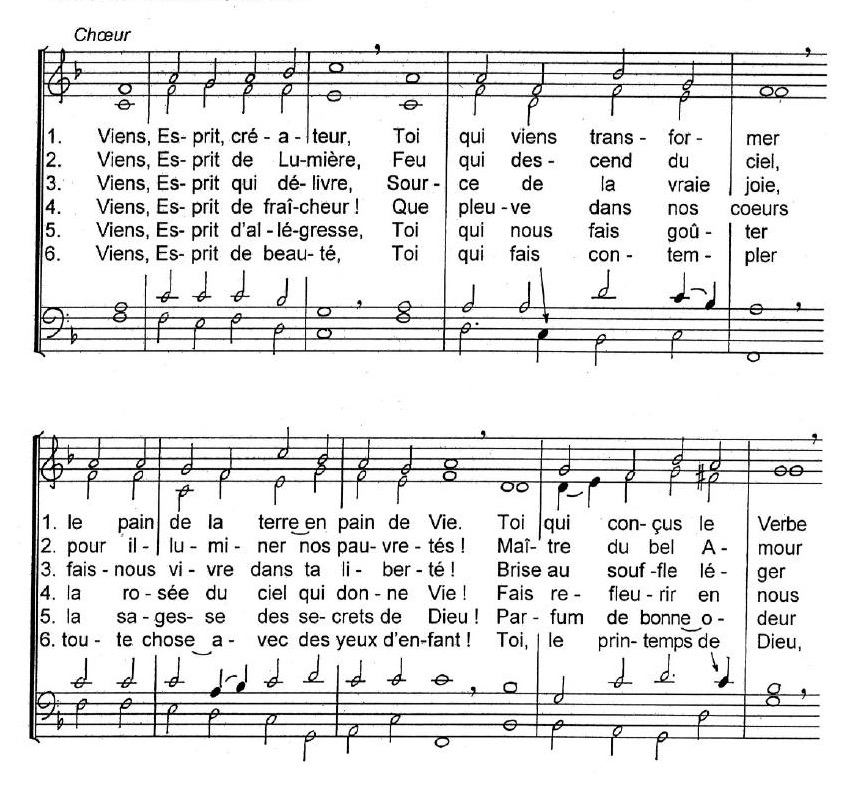 Chœur
1. Viens, Es- prit, cré - a - teur, Toi qui viens trans - for - mer
2. Viens, Es- prit de Lu-mière, Feu qui des - cend du ciel,
3. Viens, Es- prit qui dé- livre, Sour - ce de la vraie joie,
4. Viens, Es- prit de fraî-cheur ! Que pleu - ve dans nos coeurs
5. Viens, Es- prit d'al - lé-gresse, Toi qui nous fais goû - ter
6. Viens, Es- prit de beau- té, Toi qui fais con - tem - pler
1. le pain de la terre en pain de Vie. Toi qui con- çus le Verbe
2. pour il - lu - mi - ner nos pau- vre - tés ! Maî- tre du bel A - mour
3. fais - nous vi - vre dans ta li - ber - té ! Brise au souf - fle lé - ger
4. la ro - sée du ciel qui don - ne Vie ! Fais re - fleu - rir en nous
5. la sa - ges - se des se - crets de Dieu ! Par - fum de bonne o - deur
6. tou - te chose a - vec des yeux d'en-fant ! Toi, le prin- temps de Dieu,